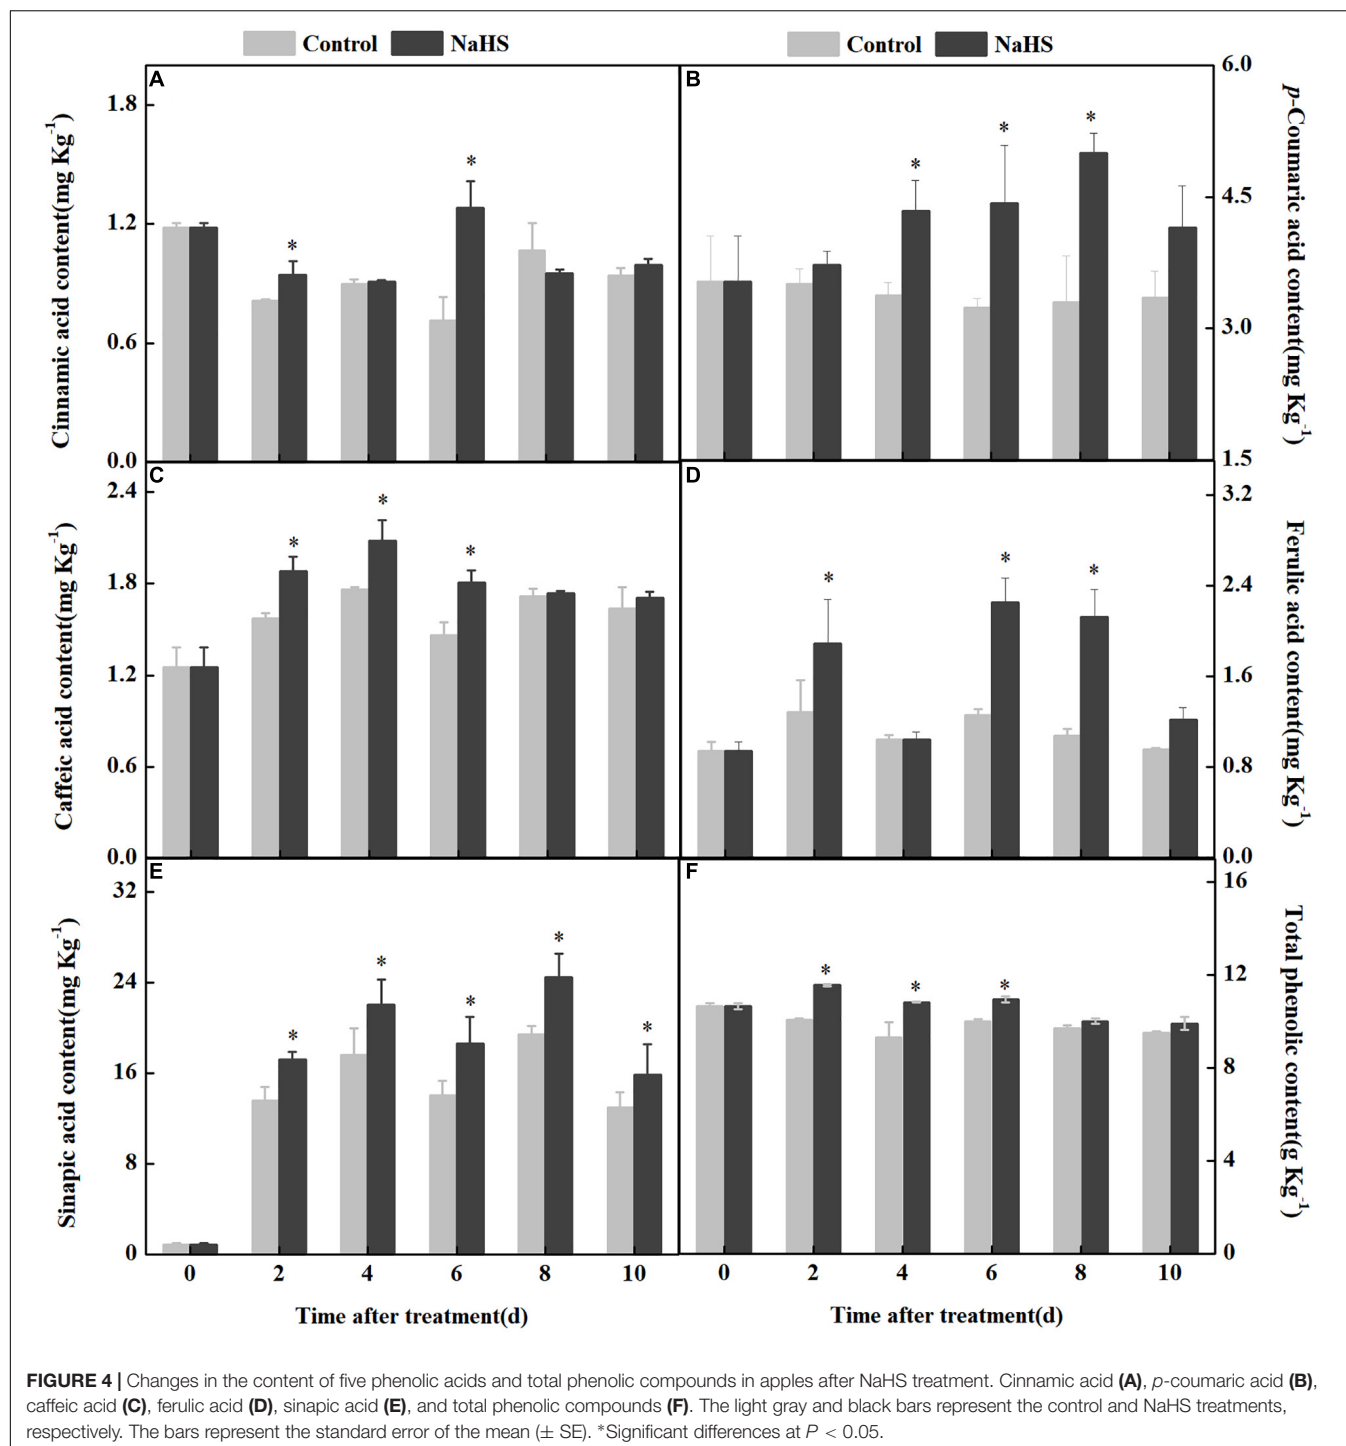 Control NaHS
Control NaHS
A
Cinnamic acid content(mg Kg-1)
1.8
1.2
0.6
0.0
B
p-Coumaric acid content(mg Kg-1)
6.0
4.5
3.0
1.5
* * * * *
C
Caffeic acid content(mg Kg-1)
2.4
1.8
1.2
0.6
0.0
D
Ferulic acid content(mg Kg-1)
3.2
2.4
1.6
0.8
0.0
* * * * * *
E
Sinapic acid content(mg Kg-1)
32
24
16
8
0
F
Total phenolic content(g Kg-1)
16
12
8
4
0
* * * * * * * *
0 2 4 6 8 10
0 2 4 6 8 10
Time after treatment(d)
Time after treatment(d)
FIGURE 4 | Changes in the content of five phenolic acids and total phenolic compounds in apples after NaHS treatment. Cinnamic acid (A), p-coumaric acid (B),
caffeic acid (C), ferulic acid (D), sinapic acid (E), and total phenolic compounds (F). The light gray and black bars represent the control and NaHS treatments,
respectively. The bars represent the standard error of the mean (± SE). *Significant differences at P < 0.05.